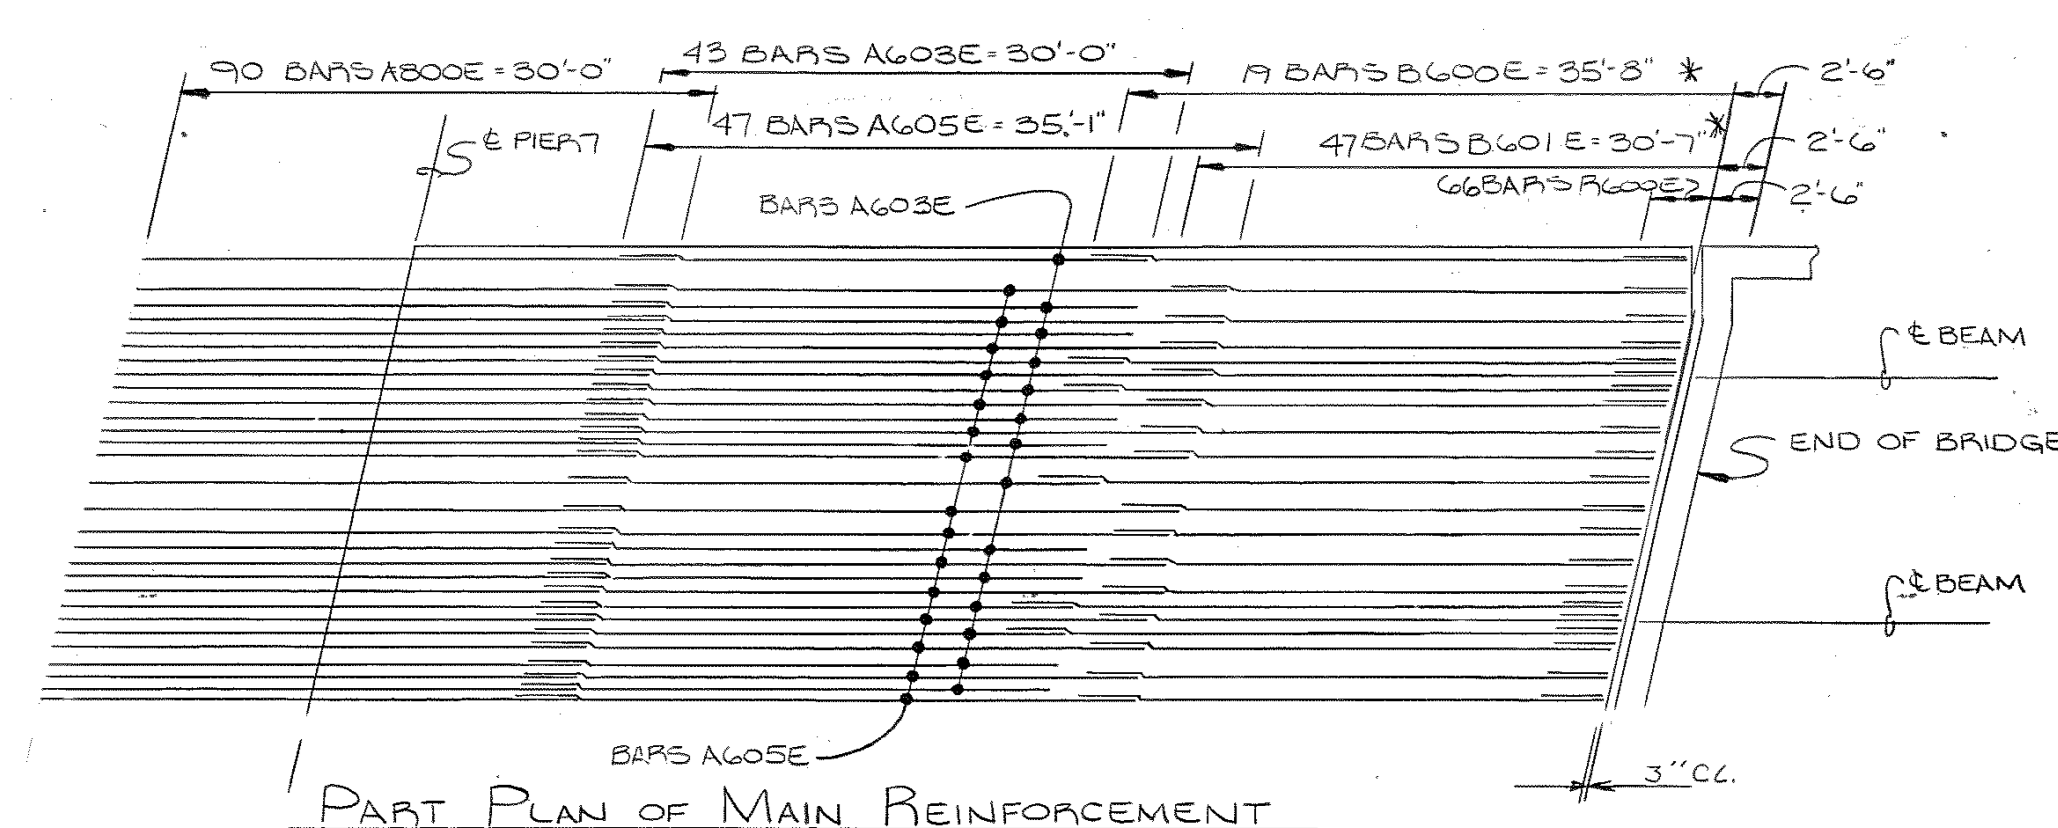 90 BARS A800E = 30'-0"
43 BARS A603E = 30'-0"
19 BARS B600E = 35'-8" *
2'-6"
℄ PIER 7
47 BARS A605E = 35'-1"
47 BARS B601E = 30'-7" *
2'-6"
66 BARS R600E
2'-6"
BARS A603E
℄ BEAM
END OF BRIDGE
℄ BEAM
BARS A605E
3" CL.
PART PLAN OF MAIN REINFORCEMENT